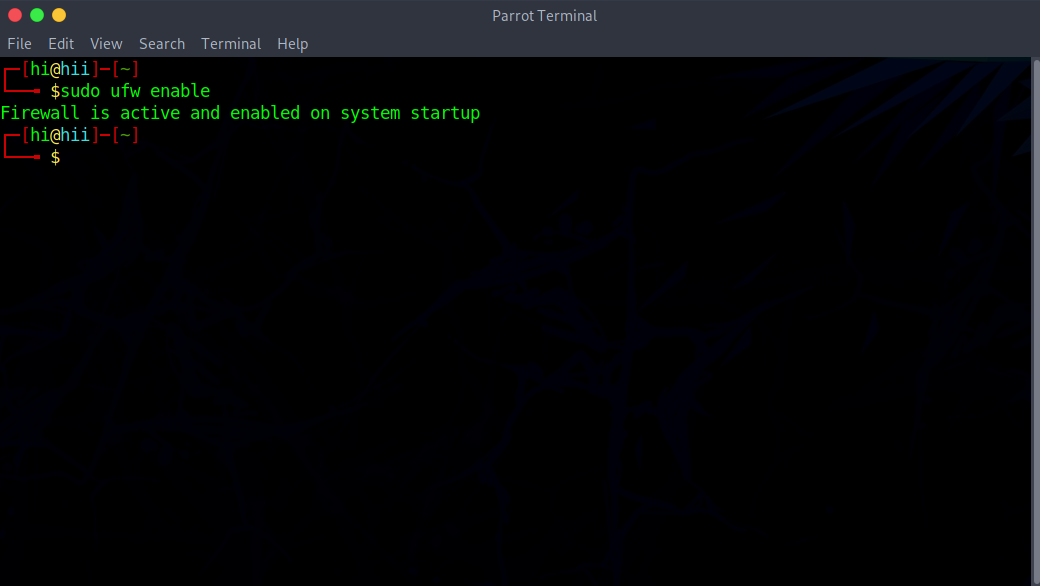 Parrot Terminal
File Edit View Search Terminal Help
┌─[hi@hii]─[~]
└──╼ $sudo ufw enable
Firewall is active and enabled on system startup
┌─[hi@hii]─[~]
└──╼ $